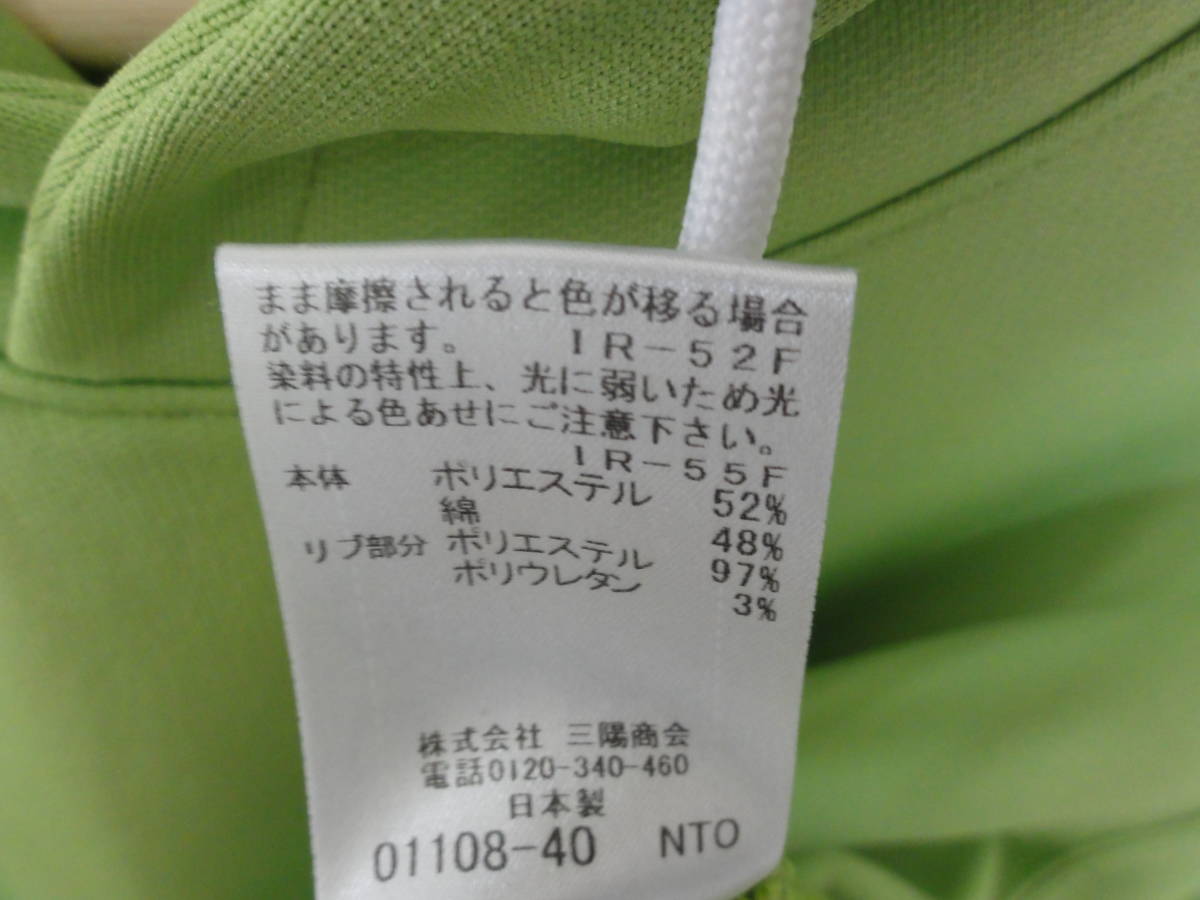 まま摩擦されると色が移る場合
があります。 IR-52F
染料の特性上、光に弱いため光
による色あせにご注意下さい。
IR-55F
本体 ポリエステル 52%
綿 48%
リブ部分 ポリエステル 97%
ポリウレタン 3%
株式会社 三陽商会
電話0120-340-460
日本製
01108-40 NTO